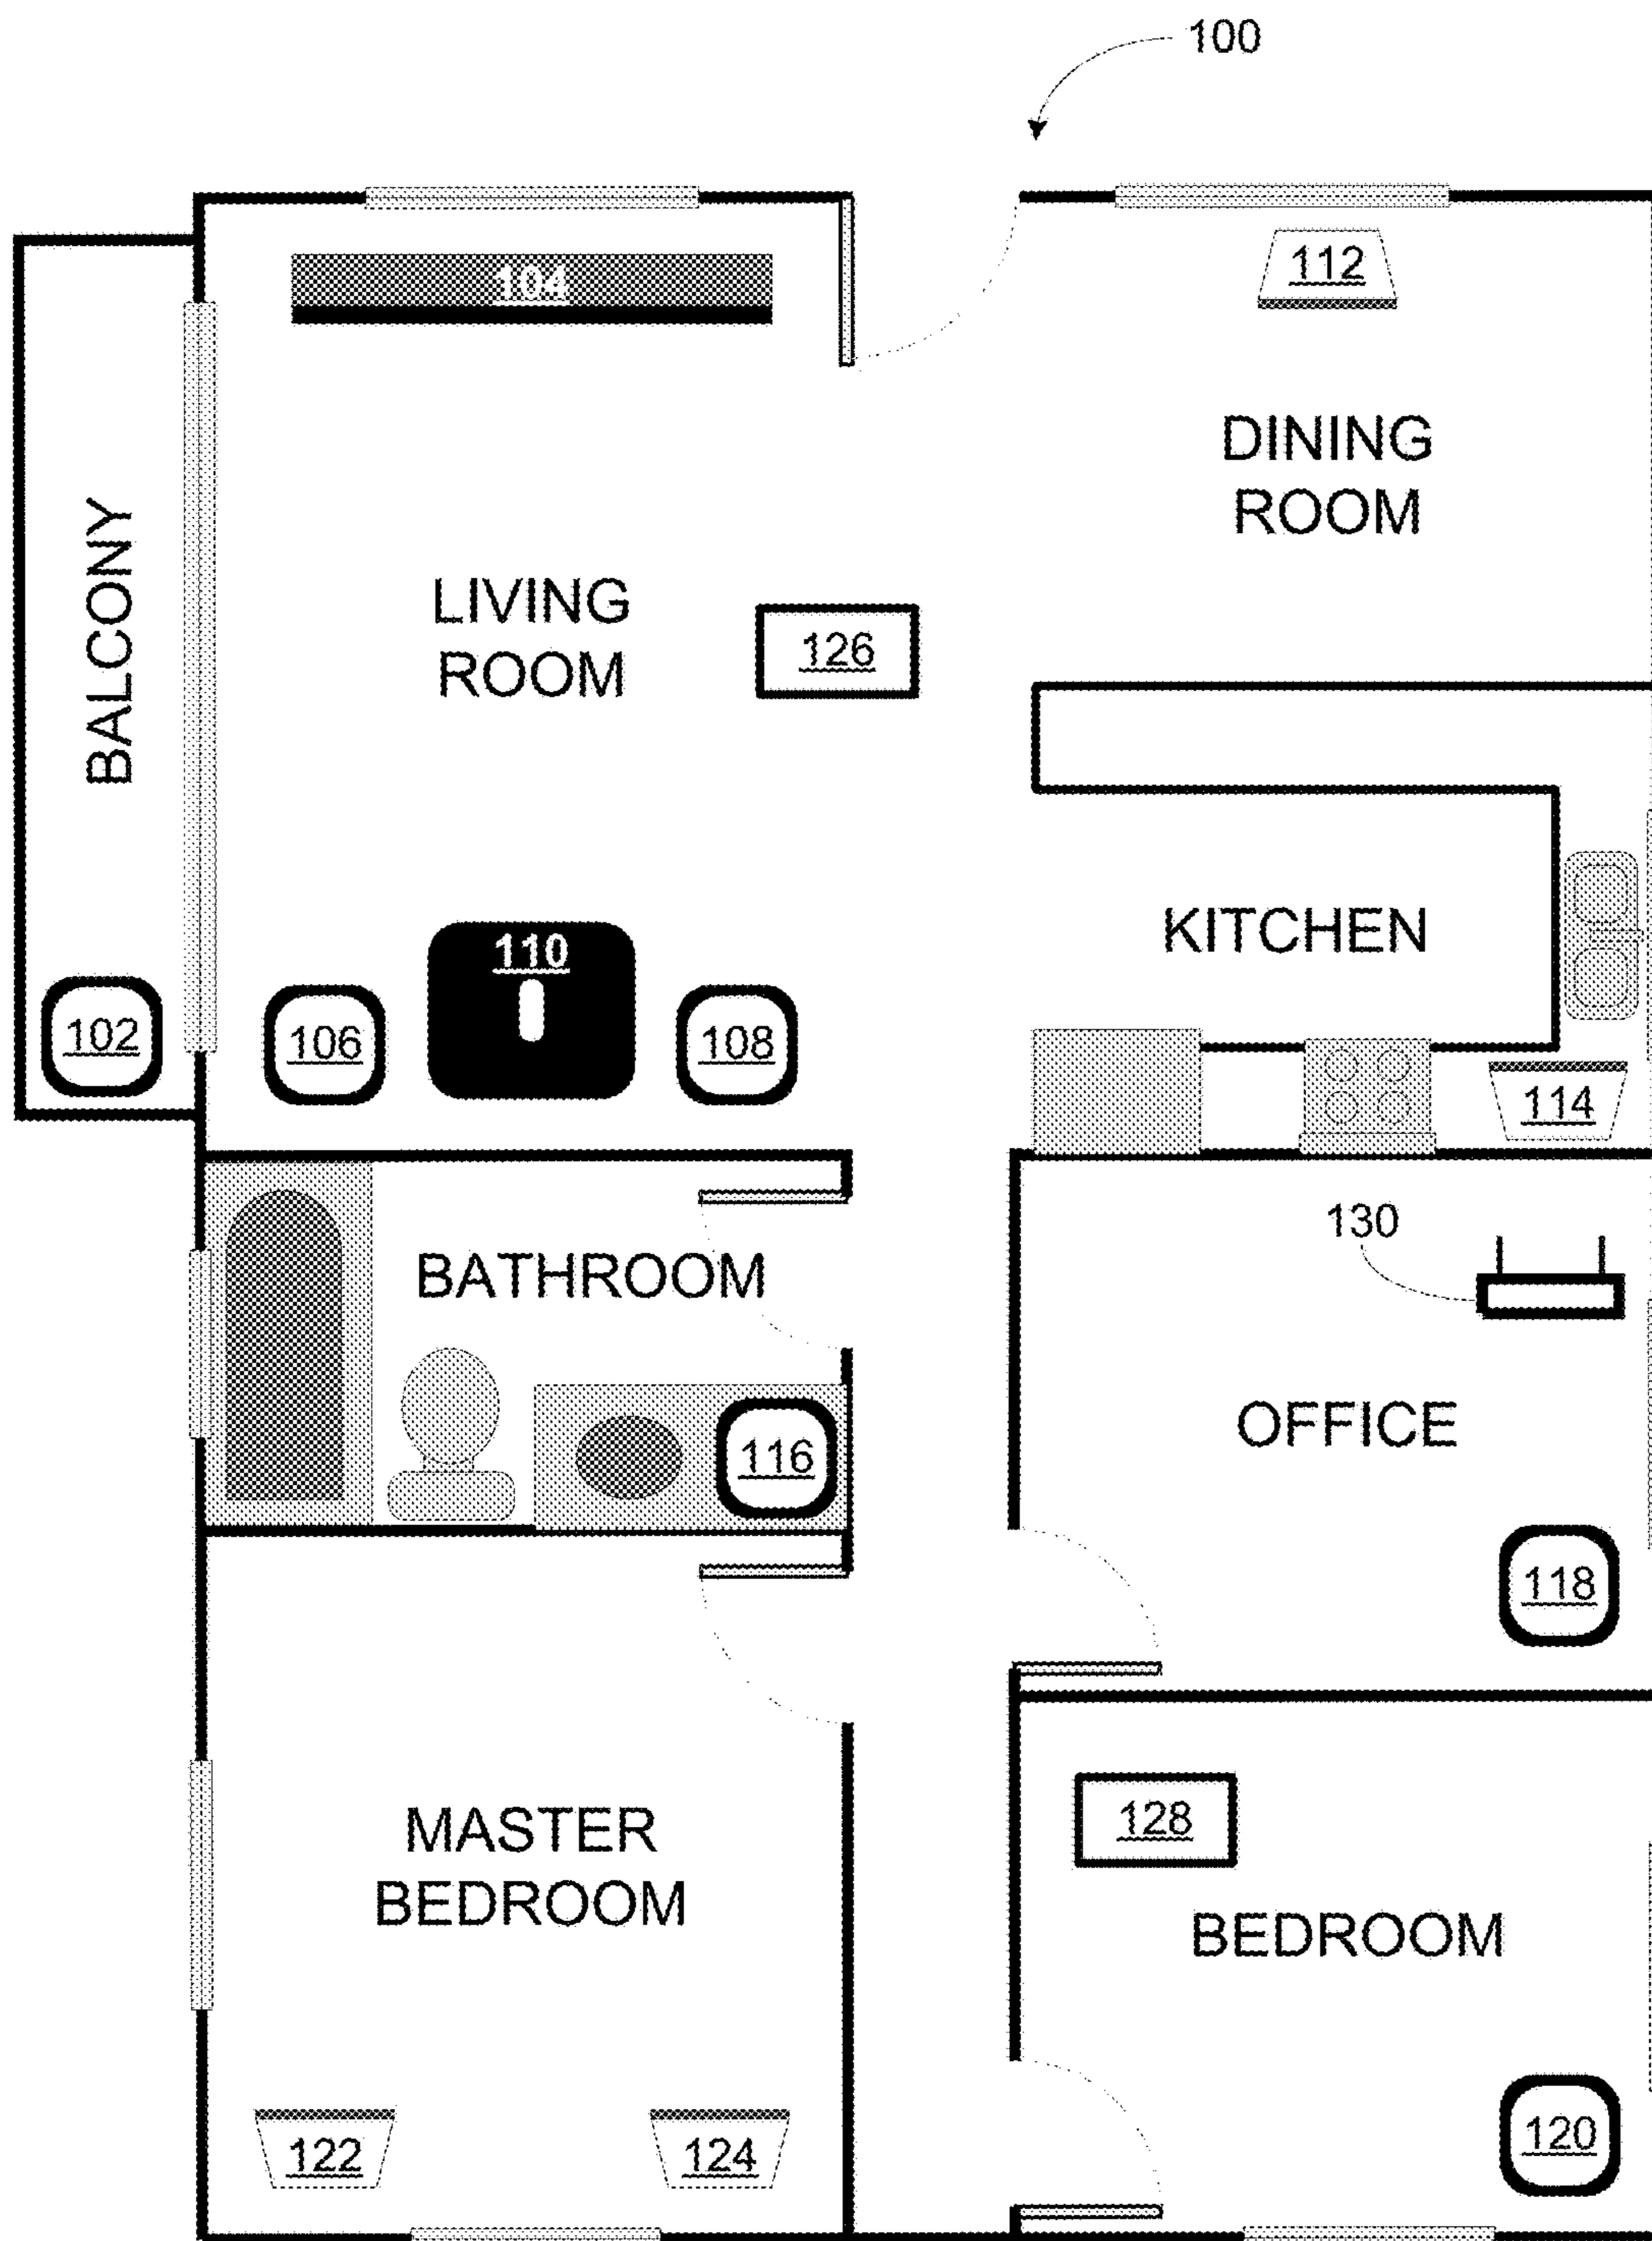 100
104
112
DINING
ROOM
BALCONY
LIVING
ROOM
126
KITCHEN
110
102
106
108
114
130
BATHROOM
OFFICE
116
118
128
MASTER
BEDROOM
BEDROOM
122
124
120